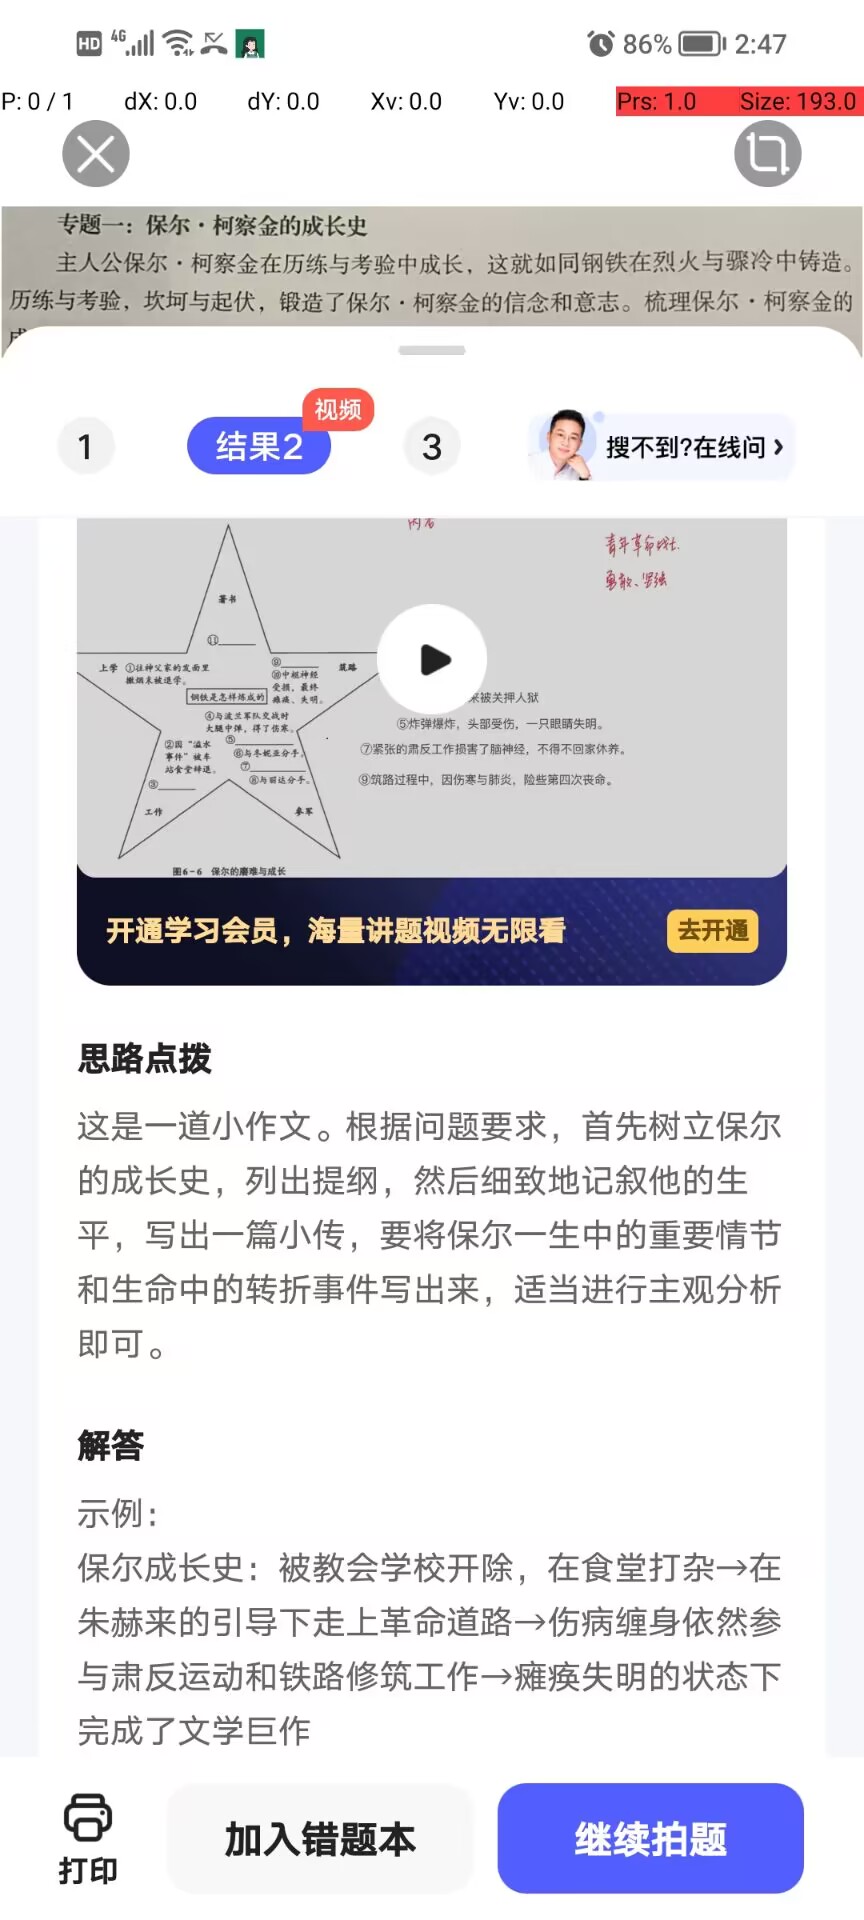 HD 4G 86% 2:47
P: 0 / 1 dX: 0.0 dY: 0.0 Xv: 0.0 Yv: 0.0 Prs: 1.0 Size: 193.0
专题一：保尔·柯察金的成长史
主人公保尔·柯察金在历练与考验中成长，这就如同钢铁在烈火与骤冷中铸造。
历练与考验，坎坷与起伏，锻造了保尔·柯察金的信念和意志。梳理保尔·柯察金的
视频
1 结果2 3 搜不到?在线问 ›
青年革命战士.
勇敢、坚强
著书
⑪
上学 ①往神父家的发面里
撒烟末被退学。
⑨
⑩中枢神经
受损，最终
瘫痪、失明。
筑路
钢铁是怎样炼成的
④与波兰军队交战时
大腿中弹，得了伤寒。
②因“溢水
事件”被车
站食堂辞退。
⑤
⑥与冬妮亚分手。
⑦
⑧与丽达分手。
③
工作 参军
图6-6 保尔的磨难与成长
来被关押入狱
⑤炸弹爆炸，头部受伤，一只眼睛失明。
⑦紧张的肃反工作损害了脑神经，不得不回家休养。
⑨筑路过程中，因伤寒与肺炎，险些第四次丧命。
开通学习会员，海量讲题视频无限看 去开通
思路点拨
这是一道小作文。根据问题要求，首先树立保尔
的成长史，列出提纲，然后细致地记叙他的生
平，写出一篇小传，要将保尔一生中的重要情节
和生命中的转折事件写出来，适当进行主观分析
即可。
解答
示例：
保尔成长史：被教会学校开除，在食堂打杂→在
朱赫来的引导下走上革命道路→伤病缠身依然参
与肃反运动和铁路修筑工作→瘫痪失明的状态下
完成了文学巨作
打印 加入错题本 继续拍题